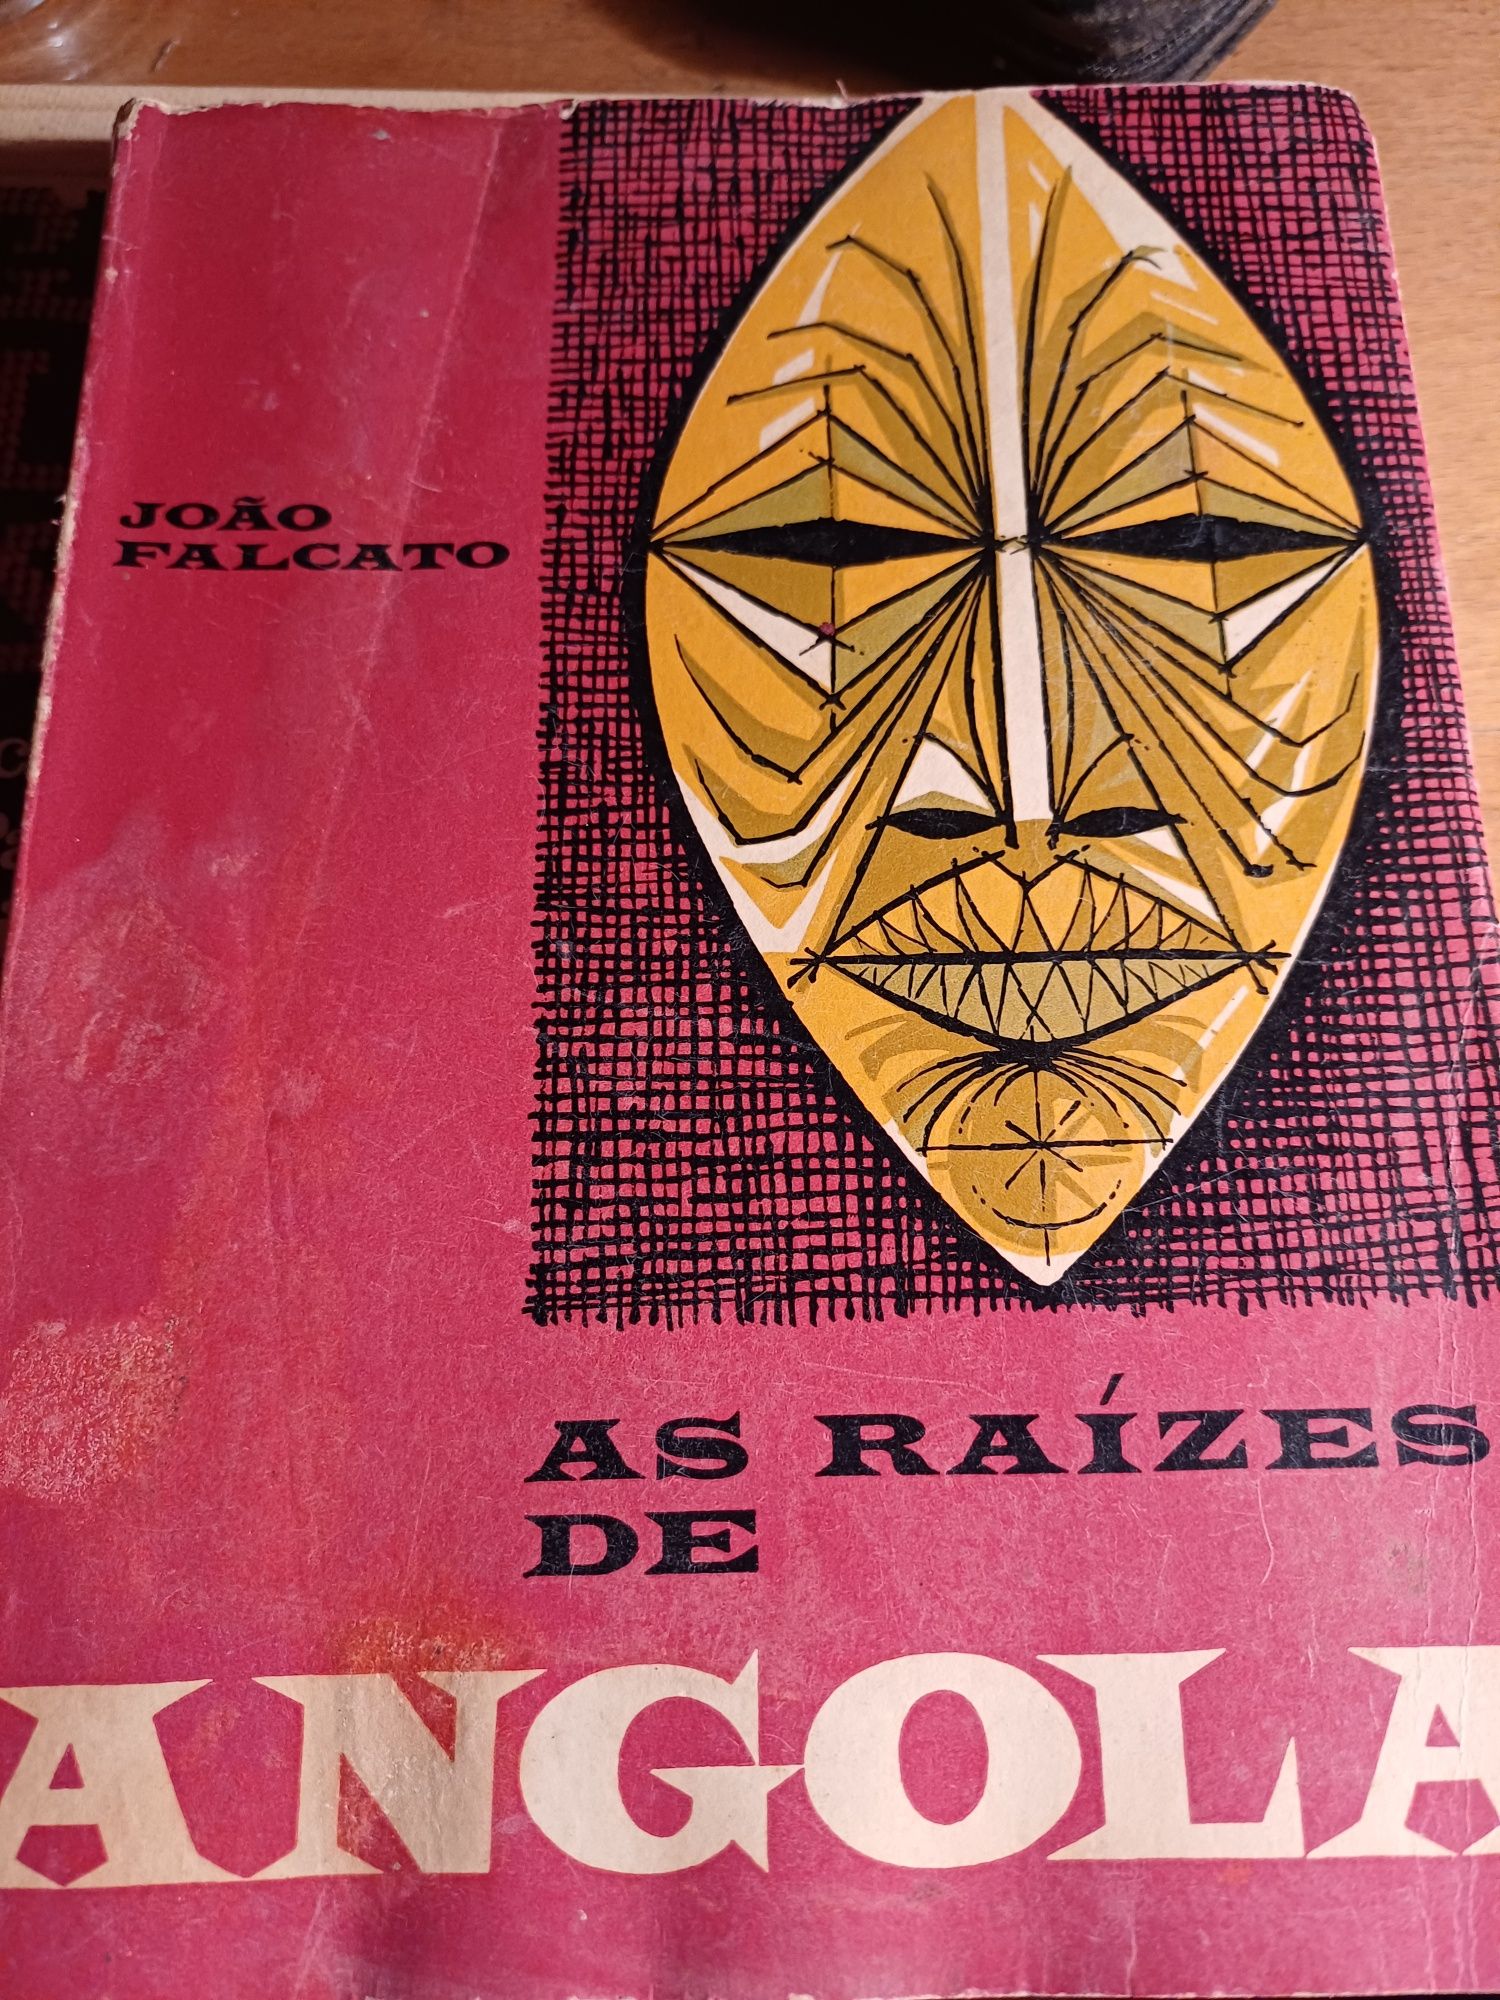 JOÃO
FALCATO
AS RAÍZES
DE
ANGOLA